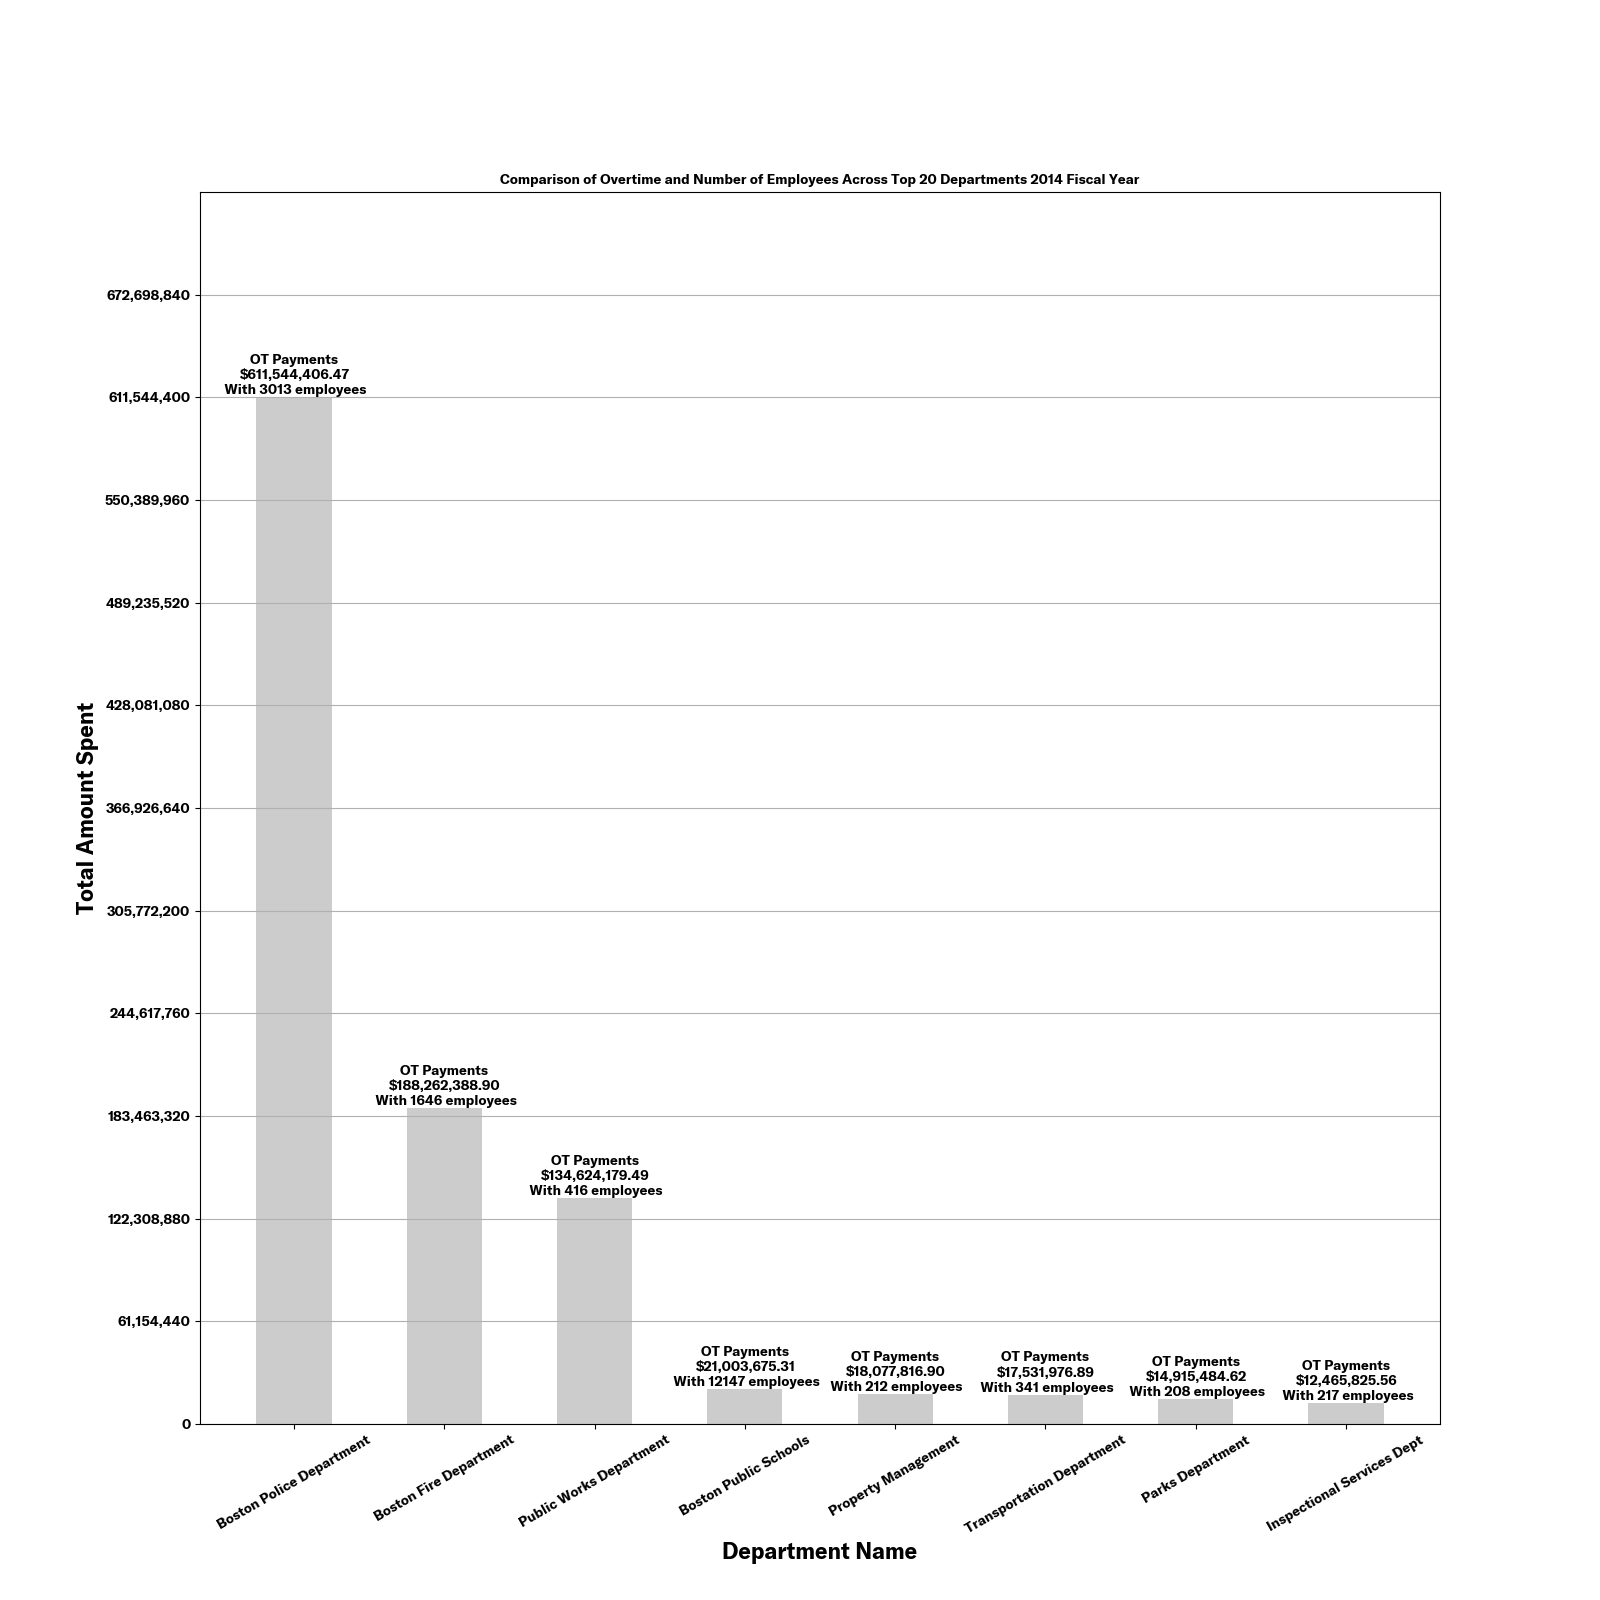 Comparison of Overtime and Number of Employees Across Top 20 Departments 2014 Fiscal Year
Total Amount Spent
672,698,840
611,544,400
550,389,960
489,235,520
428,081,080
366,926,640
305,772,200
244,617,760
183,463,320
122,308,880
61,154,440
0
OT Payments
$611,544,406.47
With 3013 employees
OT Payments
$188,262,388.90
With 1646 employees
OT Payments
$134,624,179.49
With 416 employees
OT Payments
$21,003,675.31
With 12147 employees
OT Payments
$18,077,816.90
With 212 employees
OT Payments
$17,531,976.89
With 341 employees
OT Payments
$14,915,484.62
With 208 employees
OT Payments
$12,465,825.56
With 217 employees
Boston Police Department
Boston Fire Department
Public Works Department
Boston Public Schools
Property Management
Transportation Department
Parks Department
Inspectional Services Dept
Department Name